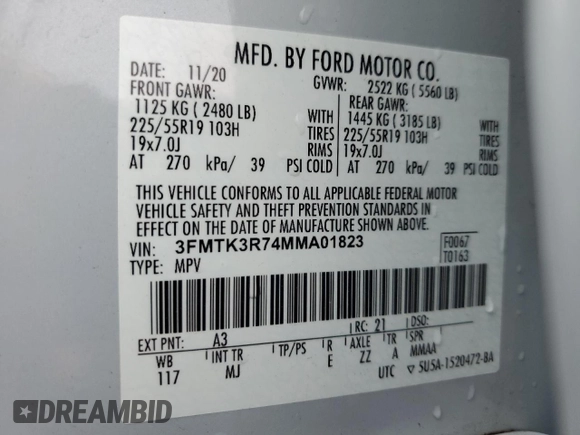 MFD. BY FORD MOTOR CO.
DATE: 11/20 GVWR: 2522 KG ( 5560 LB)
FRONT GAWR: REAR GAWR:
1125 KG ( 2480 LB) WITH 1445 KG ( 3185 LB) WITH
225/55R19 103H TIRES 225/55R19 103H TIRES
19x7.0J RIMS 19x7.0J RIMS
AT 270 kPa/ 39 PSI COLD AT 270 kPa/ 39 PSI COLD
THIS VEHICLE CONFORMS TO ALL APPLICABLE FEDERAL MOTOR
VEHICLE SAFETY AND THEFT PREVENTION STANDARDS IN
EFFECT ON THE DATE OF MANUFACTURE SHOWN ABOVE.
VIN: 3FMTK3R74MMA01823 F0067
TYPE: MPV T0163
EXT PNT: A3 RC: 21 DSO:
WB INT TR TP/PS R AXLE TR SPR
117 MJ E ZZ A MMAA
UTC ▽ SU5A-1520472-BA
DREAMBID